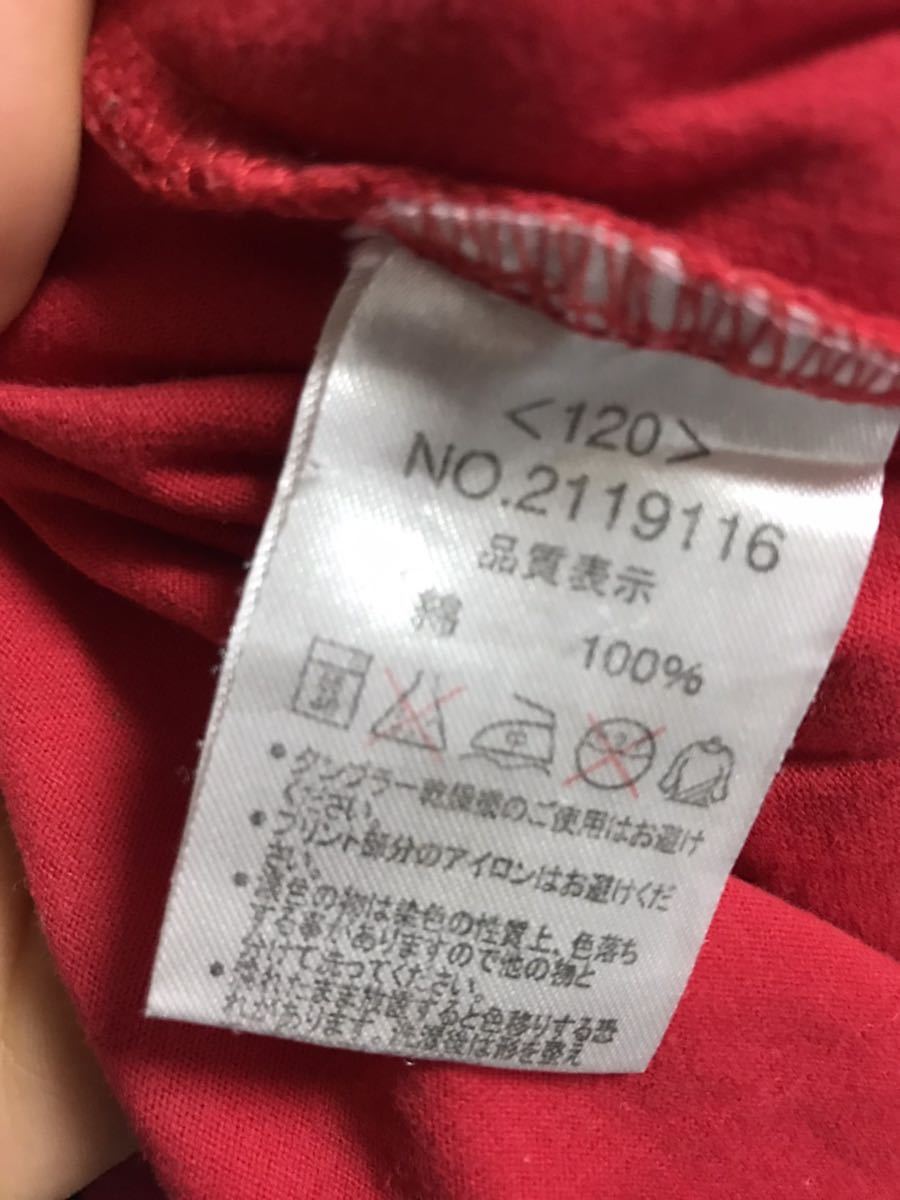 <120>
NO.2119116
品質表示
綿 100%
中
・タンブラー乾燥機のご使用はお避け
ください。
・プリント部分のアイロンはお避けくだ
さい。
・濃色の物は染色の性質上、色落ち
する事がありますので他の物と
分けて洗ってください。
・濡れたまま放置すると色移りする恐
れがあります。洗濯後は形を整え